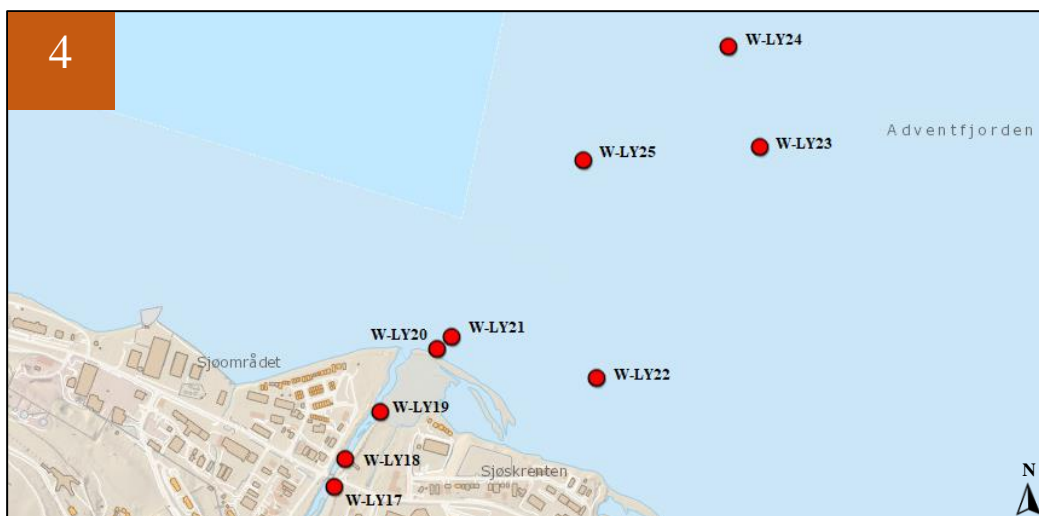 4
W-LY24
Adventfjorden
W-LY23
W-LY25
W-LY20
W-LY21
Sjøområdet
W-LY22
W-LY19
W-LY18
Sjøskrenten
N
W-LY17